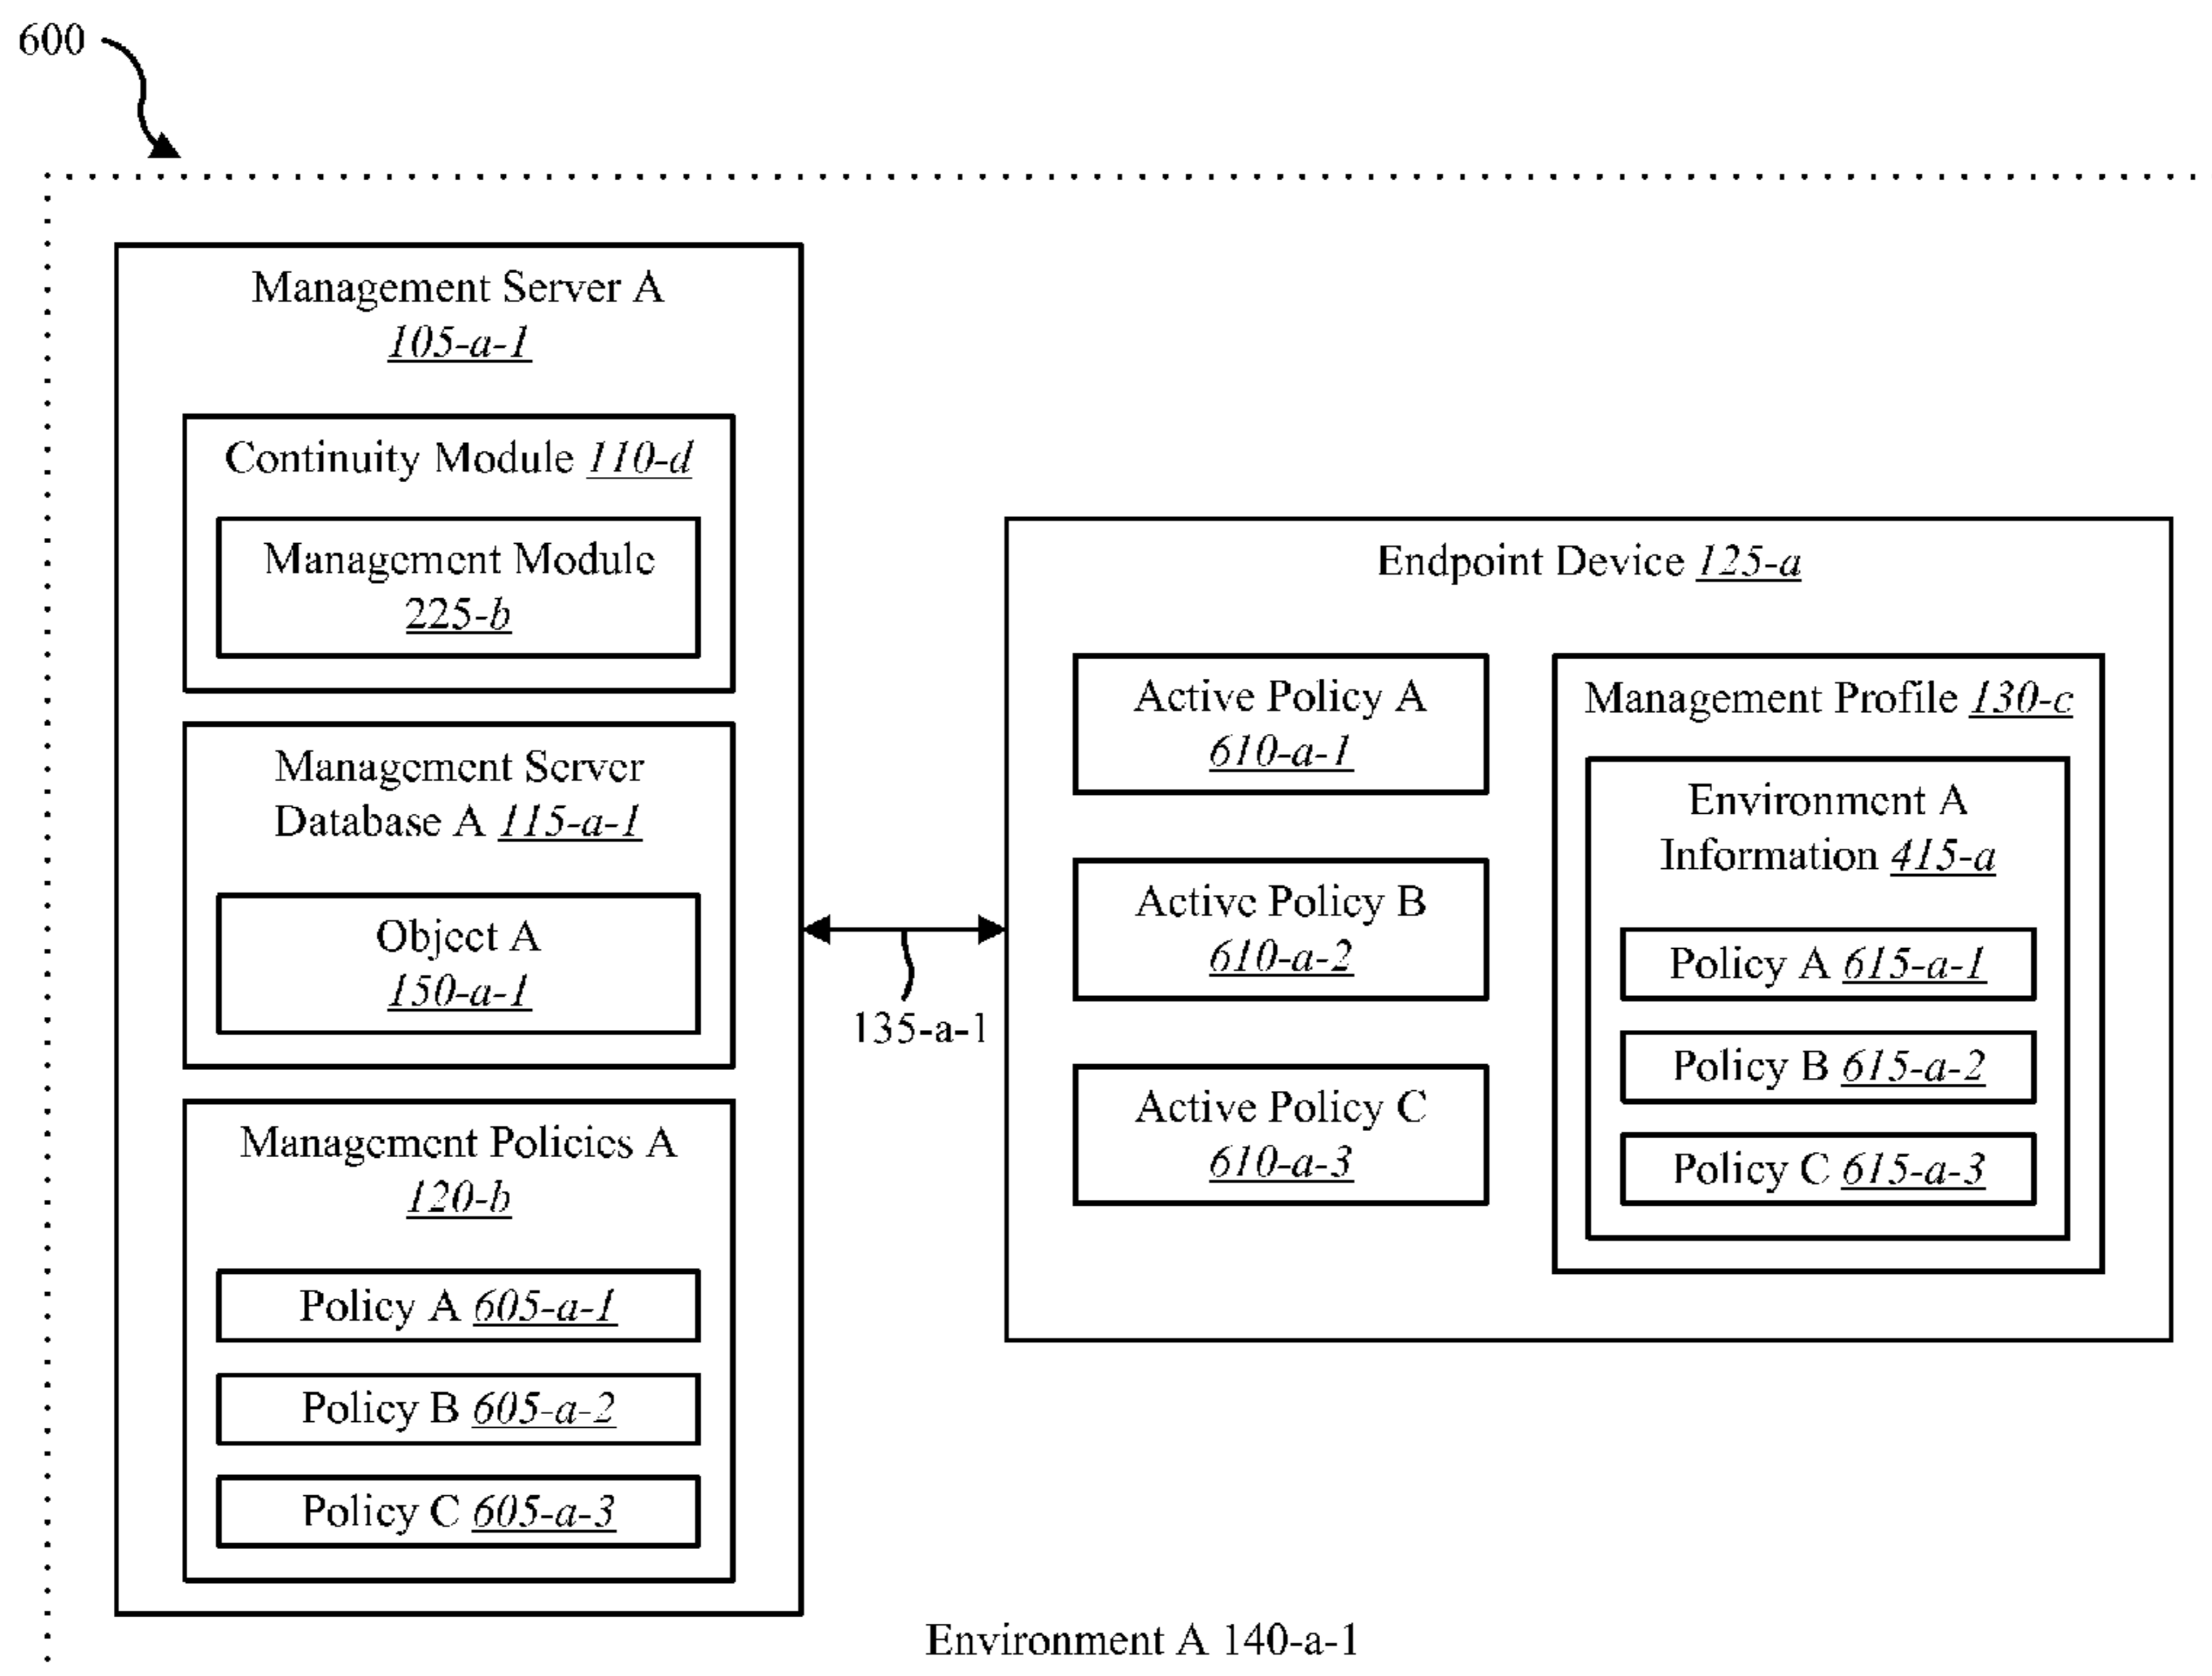 600
Management Server A
105-a-1
Continuity Module 110-d
Management Module
225-b
Management Server
Database A 115-a-1
Object A
150-a-1
Management Policies A
120-b
Policy A 605-a-1
Policy B 605-a-2
Policy C 605-a-3
135-a-1
Endpoint Device 125-a
Active Policy A
610-a-1
Active Policy B
610-a-2
Active Policy C
610-a-3
Management Profile 130-c
Environment A
Information 415-a
Policy A 615-a-1
Policy B 615-a-2
Policy C 615-a-3
Environment A 140-a-1